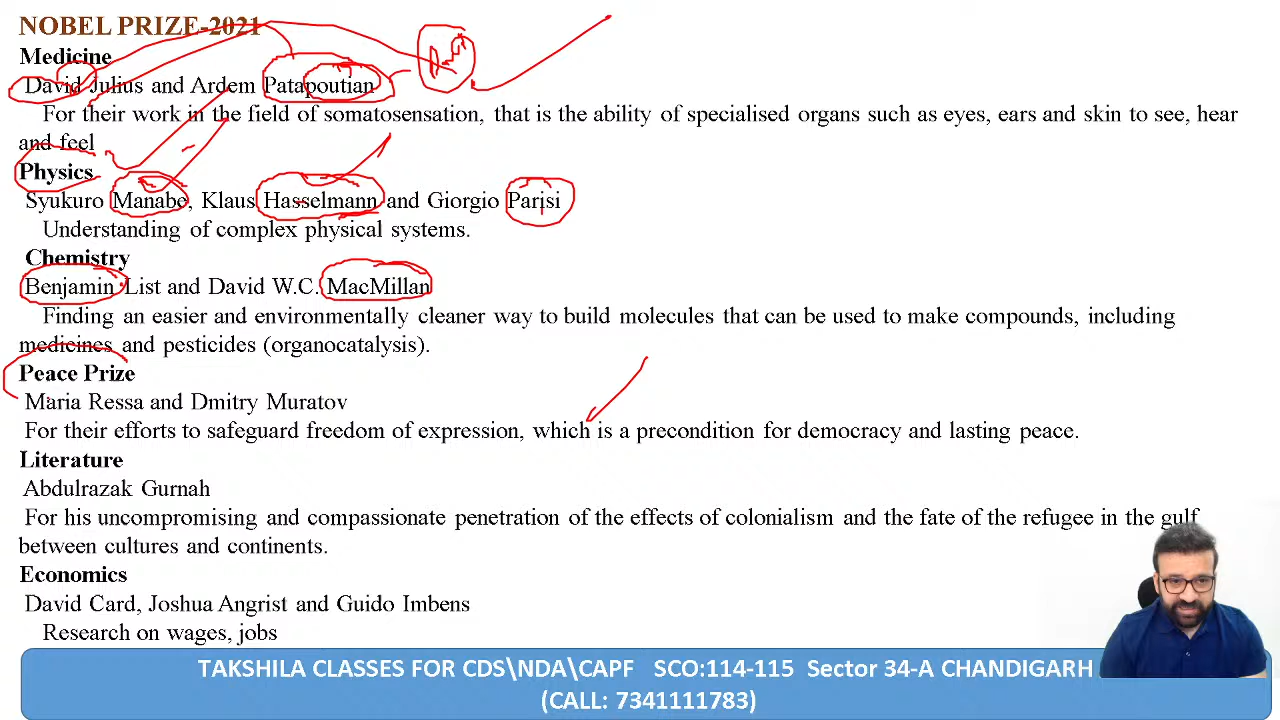 NOBEL PRIZE-2021
Medicine
David Julius and Ardem Patapoutian
For their work in the field of somatosensation, that is the ability of specialised organs such as eyes, ears and skin to see, hear
and feel
Physics
Syukuro Manabe, Klaus Hasselmann and Giorgio Parisi
Understanding of complex physical systems.
Chemistry
Benjamin List and David W.C. MacMillan
Finding an easier and environmentally cleaner way to build molecules that can be used to make compounds, including
medicines and pesticides (organocatalysis).
Peace Prize
Maria Ressa and Dmitry Muratov
For their efforts to safeguard freedom of expression, which is a precondition for democracy and lasting peace.
Literature
Abdulrazak Gurnah
For his uncompromising and compassionate penetration of the effects of colonialism and the fate of the refugee in the gulf
between cultures and continents.
Economics
David Card, Joshua Angrist and Guido Imbens
Research on wages, jobs
TAKSHILA CLASSES FOR CDS\NDA\CAPF SCO:114-115 Sector 34-A CHANDIGARH
(CALL: 7341111783)